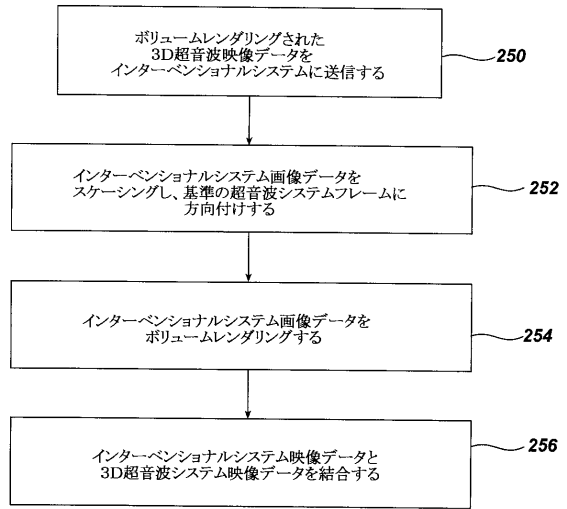 ボリュームレンダリングされた
3D超音波映像データを
インターベンショナルシステムに送信する
250
インターベンショナルシステム画像データを
スケーシングし、基準の超音波システムフレームに
方向付けする
252
インターベンショナルシステム画像データを
ボリュームレンダリングする
254
インターベンショナルシステム映像データと
3D超音波システム映像データを結合する
256